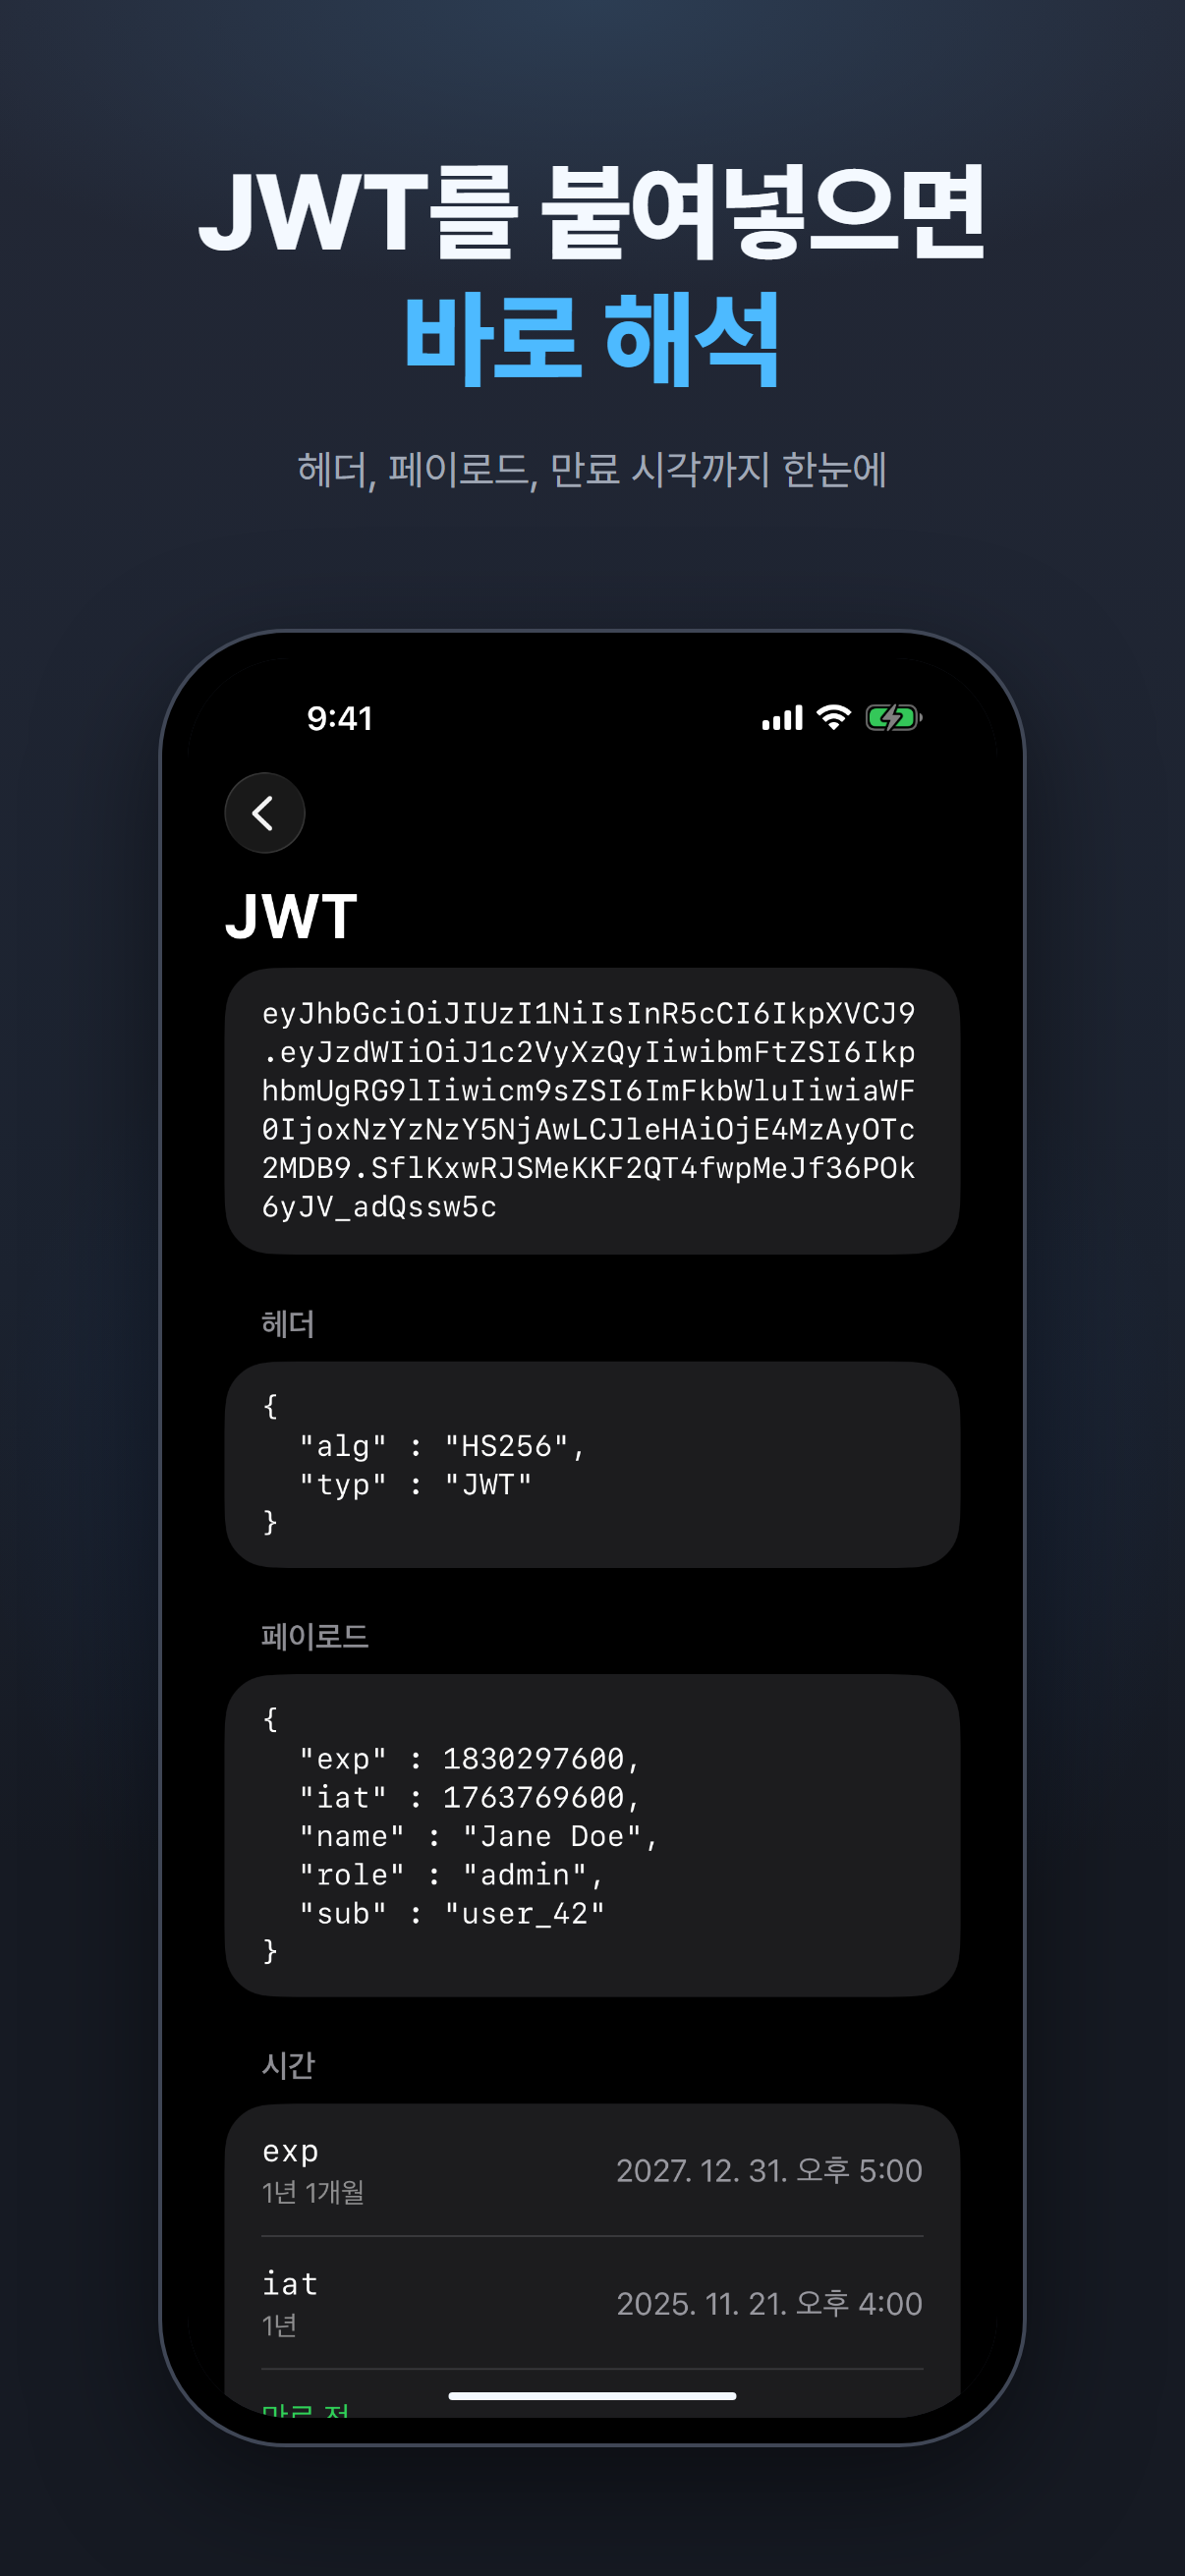 JWT를 붙여넣으면
바로 해석
헤더, 페이로드, 만료 시각까지 한눈에
9:41
JWT
eyJhbGciOiJIUzI1NiIsInR5cCI6IkpXVCJ9
.eyJzdWIiOiJ1c2VyXzQyIiwibmFtZSI6Ikp
hbmUgRG9lIiwicm9sZSI6ImFkbWluIiwiaWF
0IjoxNzYzNzY5NjAwLCJleHAiOjE4MzAyOTc
2MDB9.SflKxwRJSMeKKF2QT4fwpMeJf36POk
6yJV_adQssw5c
헤더
{
"alg" : "HS256",
"typ" : "JWT"
}
페이로드
{
"exp" : 1830297600,
"iat" : 1763769600,
"name" : "Jane Doe",
"role" : "admin",
"sub" : "user_42"
}
시간
exp
2027. 12. 31. 오후 5:00
1년 1개월
iat
2025. 11. 21. 오후 4:00
1년
만료 전